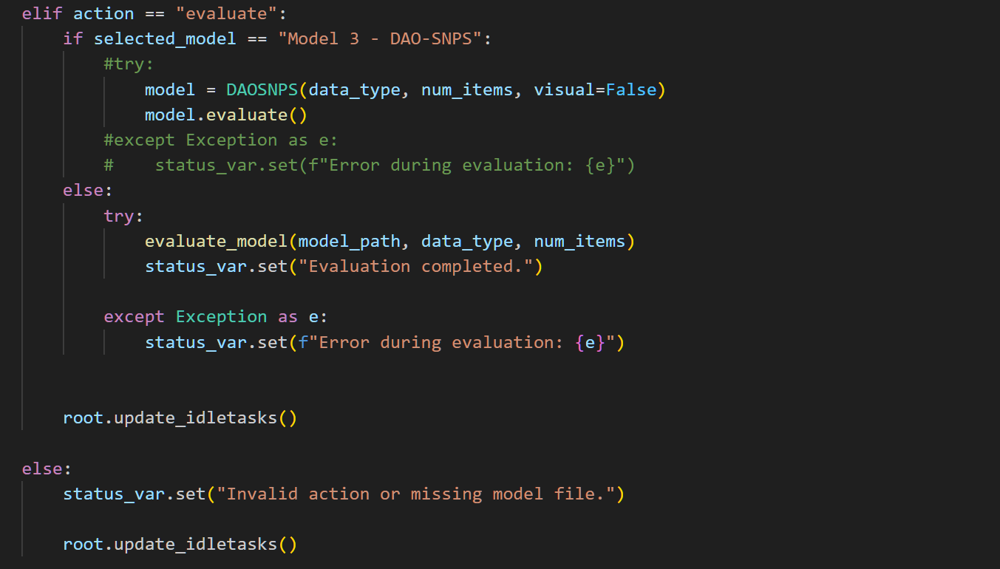 elif action == "evaluate":
    if selected_model == "Model 3 - DAO-SNPS":
        #try:
            model = DAOSNPS(data_type, num_items, visual=False)
            model.evaluate()
        #except Exception as e:
        #    status_var.set(f"Error during evaluation: {e}")
    else:
        try:
            evaluate_model(model_path, data_type, num_items)
            status_var.set("Evaluation completed.")
        except Exception as e:
            status_var.set(f"Error during evaluation: {e}")
    root.update_idletasks()
else:
    status_var.set("Invalid action or missing model file.")
    root.update_idletasks()